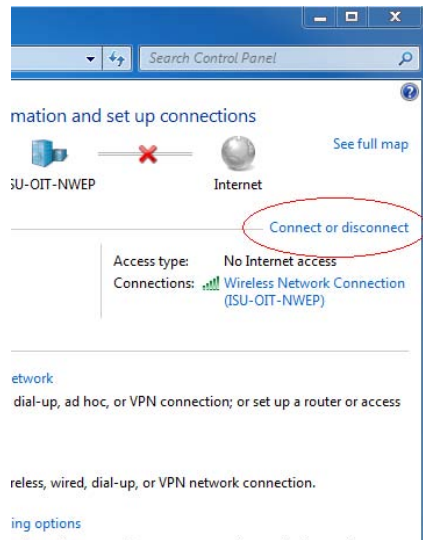 Search Control Panel
mation and set up connections
See full map
SU-OIT-NWEP
Internet
Connect or disconnect
Access type: No Internet access
Connections: Wireless Network Connection
(ISU-OIT-NWEP)
etwork
dial-up, ad hoc, or VPN connection; or set up a router or access
reless, wired, dial-up, or VPN network connection.
ing options